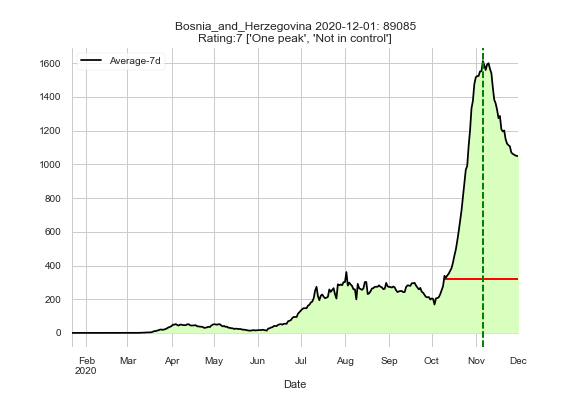 Bosnia_and_Herzegovina 2020-12-01: 89085
Rating:7 ['One peak', 'Not in control']
Average-7d
1600
1400
1200
1000
800
600
400
200
0
Feb Mar Apr May Jun Jul Aug Sep Oct Nov Dec
2020
Date